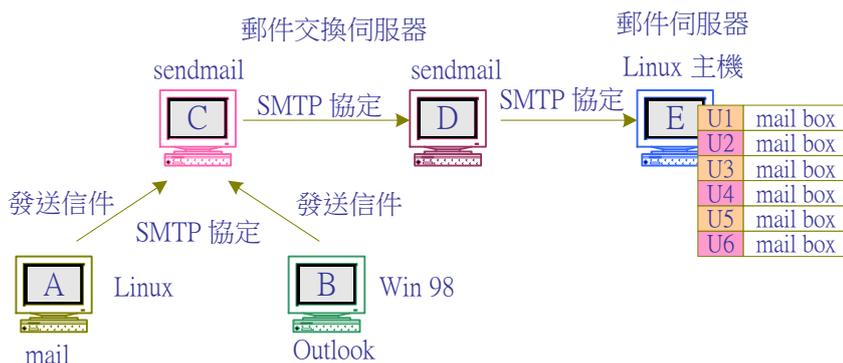 郵件交換伺服器
郵件伺服器
sendmail
sendmail
Linux 主機
C
SMTP 協定
D
SMTP 協定
E
U1 mail box
U2 mail box
U3 mail box
U4 mail box
U5 mail box
U6 mail box
發送信件
發送信件
SMTP 協定
A
Linux
B
Win 98
mail
Outlook